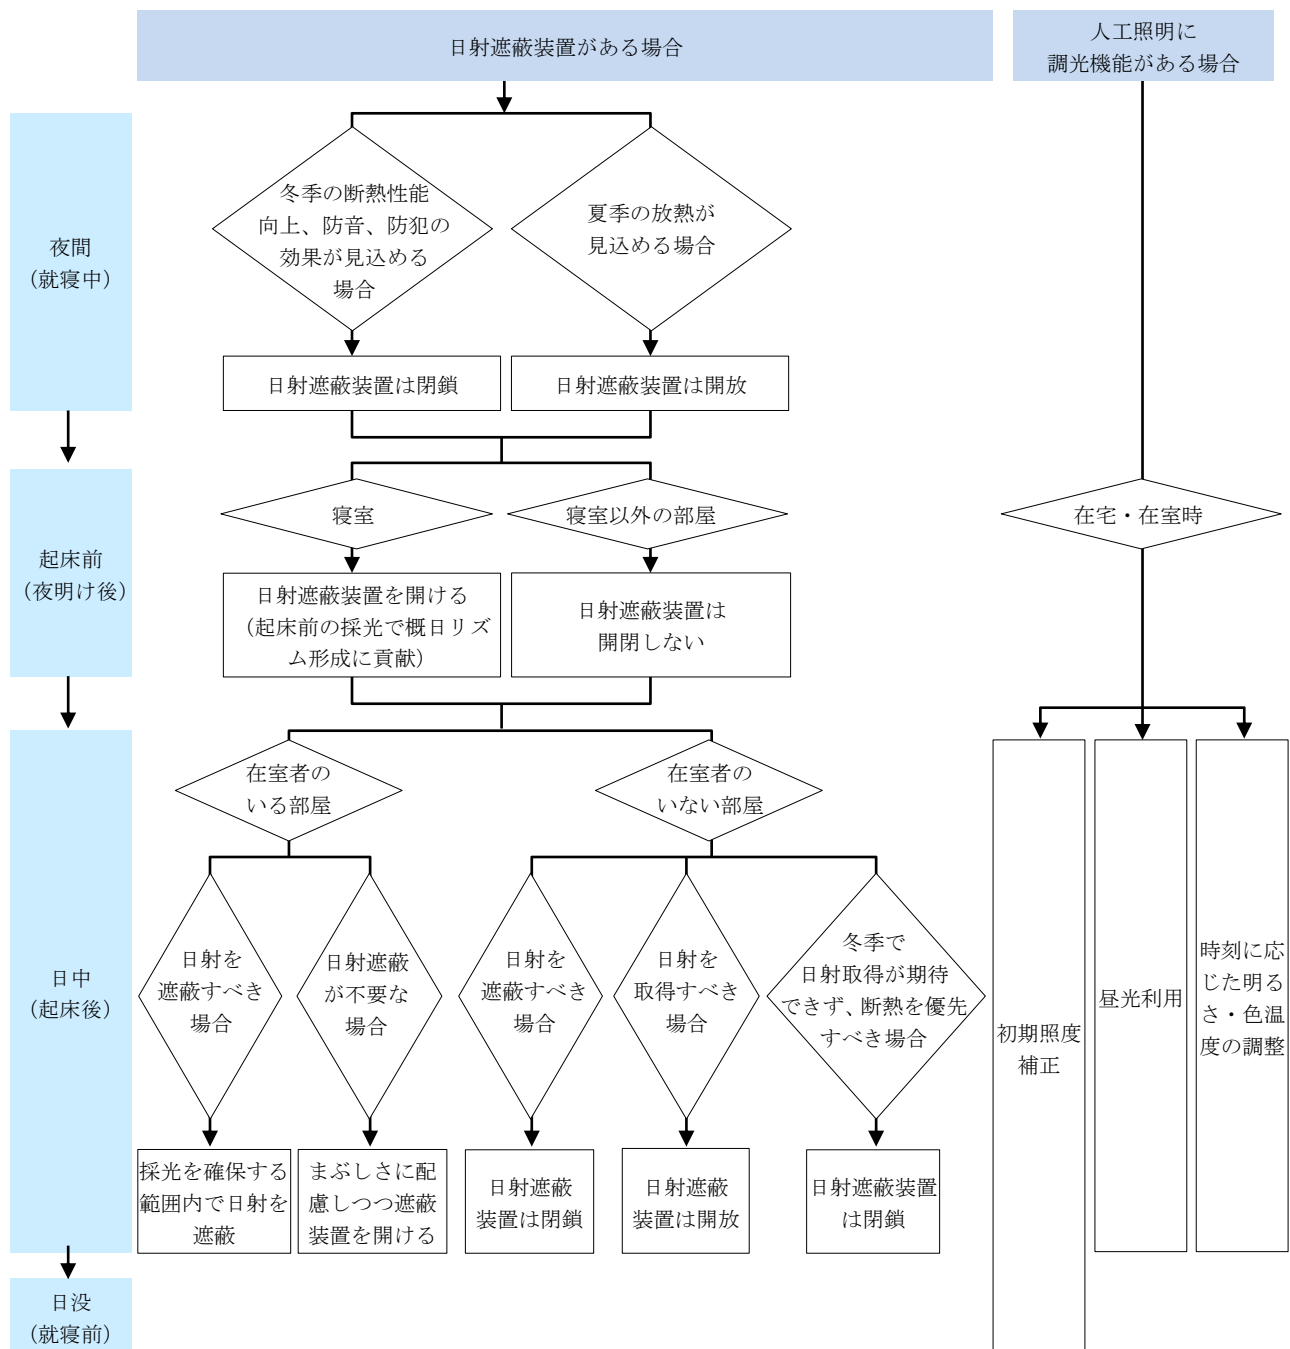 日射遮蔽装置がある場合
人工照明に
調光機能がある場合
夜間
（就寝中）
冬季の断熱性能
向上、防音、防犯の
効果が見込める
場合
夏季の放熱が
見込める場合
日射遮蔽装置は閉鎖
日射遮蔽装置は開放
起床前
（夜明け後）
寝室
寝室以外の部屋
在宅・在室時
日射遮蔽装置を開ける
（起床前の採光で概日リズ
ム形成に貢献）
日射遮蔽装置は
開閉しない
日中
（起床後）
在室者の
いる部屋
在室者の
いない部屋
日射を
遮蔽すべき
場合
日射遮蔽
が不要な
場合
日射を
遮蔽すべき
場合
日射を
取得すべき
場合
冬季で
日射取得が期待
できず、断熱を優先
すべき場合
採光を確保する
範囲内で日射を
遮蔽
まぶしさに配
慮しつつ遮蔽
装置を開ける
日射遮蔽
装置は閉鎖
日射遮蔽
装置は開放
日射遮蔽装置
は閉鎖
初期照度
補正
昼光利用
時刻に応
じた明る
さ・色温
度の調整
日没
（就寝前）